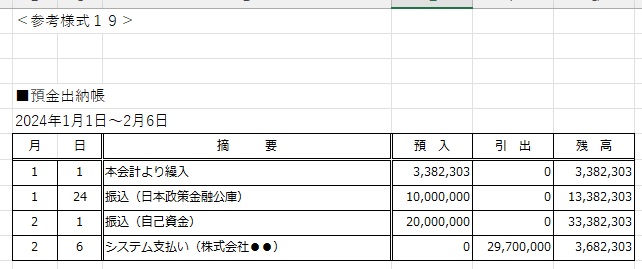 ＜参考様式１９＞
■預金出納帳
2024年1月1日～2月6日
月 日 摘　要 預　入 引　出 残　高
1 1 本会計より繰入 3,382,303 0 3,382,303
1 24 振込（日本政策金融公庫） 10,000,000 0 13,382,303
2 1 振込（自己資金） 20,000,000 0 33,382,303
2 6 システム支払い（株式会社●●） 0 29,700,000 3,682,303